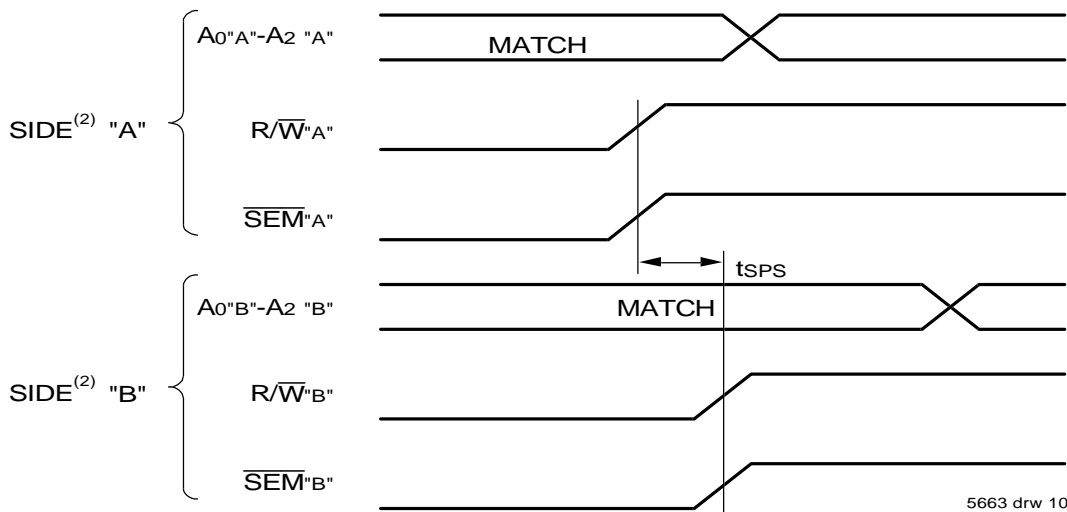 A0"A"-A2 "A"
MATCH
SIDE(2) "A"
R/W"A"
SEM"A"
tSPS
A0"B"-A2 "B"
MATCH
SIDE(2) "B"
R/W"B"
SEM"B"
5663 drw 10